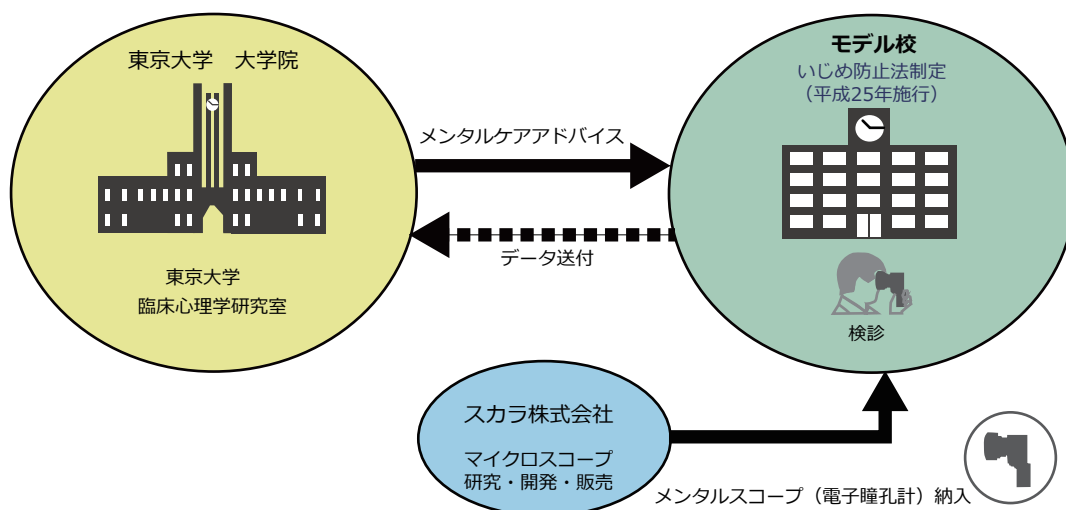 東京大学　大学院
東京大学
臨床心理学研究室
メンタルケアアドバイス
データ送付
モデル校
いじめ防止法制定
（平成25年施行）
検診
スカラ株式会社
マイクロスコープ
研究・開発・販売
メンタルスコープ（電子瞳孔計）納入